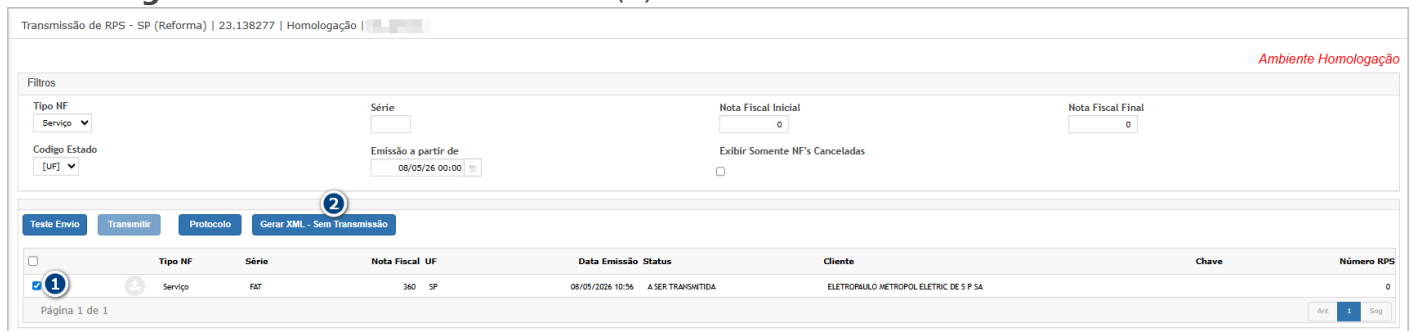 Transmissão de RPS - SP (Reforma) | 23.138277 | Homologação |
Ambiente Homologação
Filtros
Tipo NF Série Nota Fiscal Inicial Nota Fiscal Final
Serviço 0 0
Codigo Estado Emissão a partir de Exibir Somente NF's Canceladas
[UF] 08/05/26 00:00
2
Teste Envio Transmitir Protocolo Gerar XML - Sem Transmissão
Tipo NF Série Nota Fiscal UF Data Emissão Status Cliente Chave Número RPS
1 Serviço FAT 360 SP 08/05/2026 10:56 A SER TRANSMITIDA ELETROPAULO METROPOL ELETRIC DE S P SA 0
Página 1 de 1 Ant 1 Seg